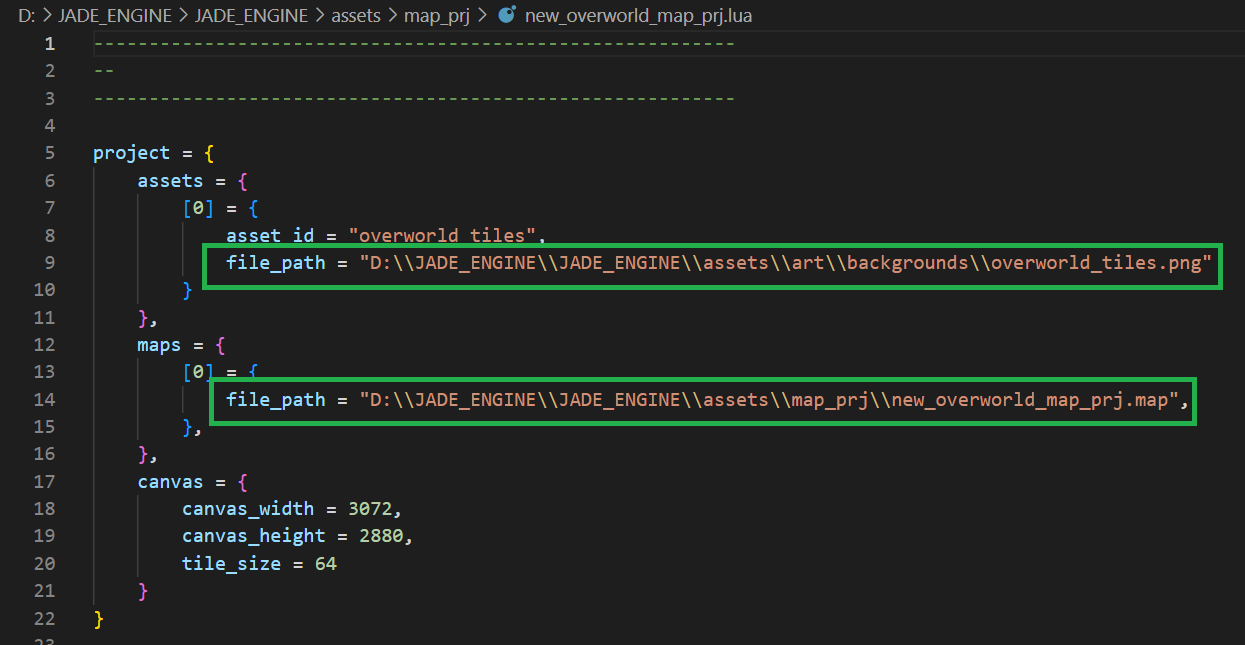 D: > JADE_ENGINE > JADE_ENGINE > assets > map_prj > new_overworld_map_prj.lua
1 ----------------------------------------------------------
2 --
3 ----------------------------------------------------------
4
5 project = {
6 assets = {
7 [0] = {
8 asset_id = "overworld_tiles",
9 file_path = "D:\\JADE_ENGINE\\JADE_ENGINE\\assets\\art\\backgrounds\\overworld_tiles.png"
10 }
11 },
12 maps = {
13 [0] = {
14 file_path = "D:\\JADE_ENGINE\\JADE_ENGINE\\assets\\map_prj\\new_overworld_map_prj.map",
15 },
16 },
17 canvas = {
18 canvas_width = 3072,
19 canvas_height = 2880,
20 tile_size = 64
21 }
22 }
23